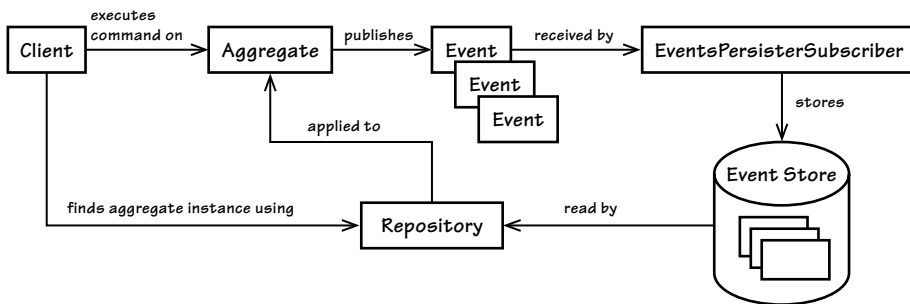 executes
command on
Client
Aggregate
publishes
Event
Event
Event
received by
EventsPersisterSubscriber
stores
applied to
Event Store
finds aggregate instance using
Repository
read by